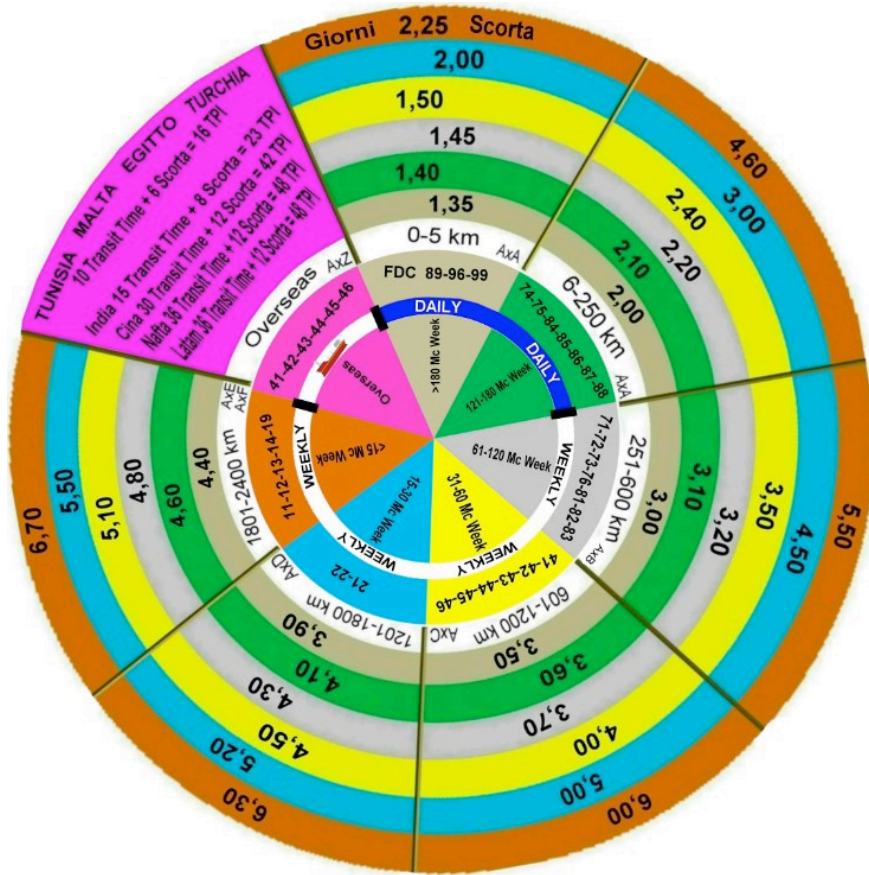 Giorni 2,25 Scorta
2,00
1,50
1,45
1,40
1,35
0-5 km
AxA
FDC 89-96-99
DAILY
>180 Mc Week
4,60
3,00
2,40
2,20
2,10
2,00
6-250 km
AxA
74-75-84-85-86-87-88
DAILY
121-180 Mc Week
5,50
4,50
3,50
3,20
3,10
3,00
251-600 km
AxB
71-72-73-76-81-82-83
WEEKLY
61-120 Mc Week
6,00
5,00
4,00
3,70
3,60
3,50
601-1200 km
AxC
41-42-43-44-45-46
WEEKLY
31-60 Mc Week
6,30
5,20
4,50
4,30
4,10
3,90
1201-1800 km
AxD
21-22
WEEKLY
15-30 Mc Week
6,70
5,50
5,10
4,80
4,60
4,40
1801-2400 km
AxE
AxF
11-12-13-14-19
WEEKLY
<15 Mc Week
TUNISIA MALTA EGITTO TURCHIA
10 Transit Time + 6 Scorta = 16 TPI
India 15 Transit Time + 8 Scorta = 23 TPI
Cina 30 Transit Time + 12 Scorta = 42 TPI
Nafta 36 Transit Time + 12 Scorta = 48 TPI
Latam 36 Transit Time + 12 Scorta = 48 TPI
Overseas
AxZ
41-42-43-44-45-46
Overseas